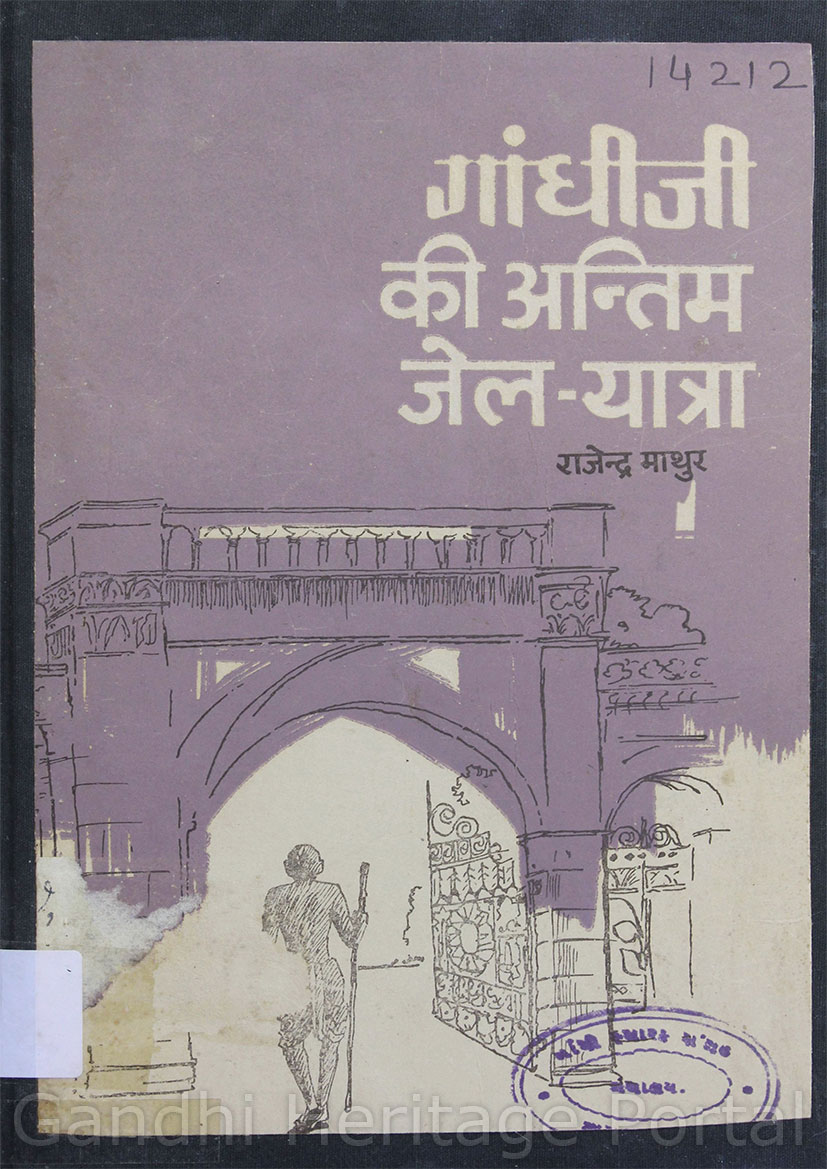 14212
गांधीजी
की अन्तिम
जेल-यात्रा
राजेन्द्र माथुर
Gandhi Heritage Portal